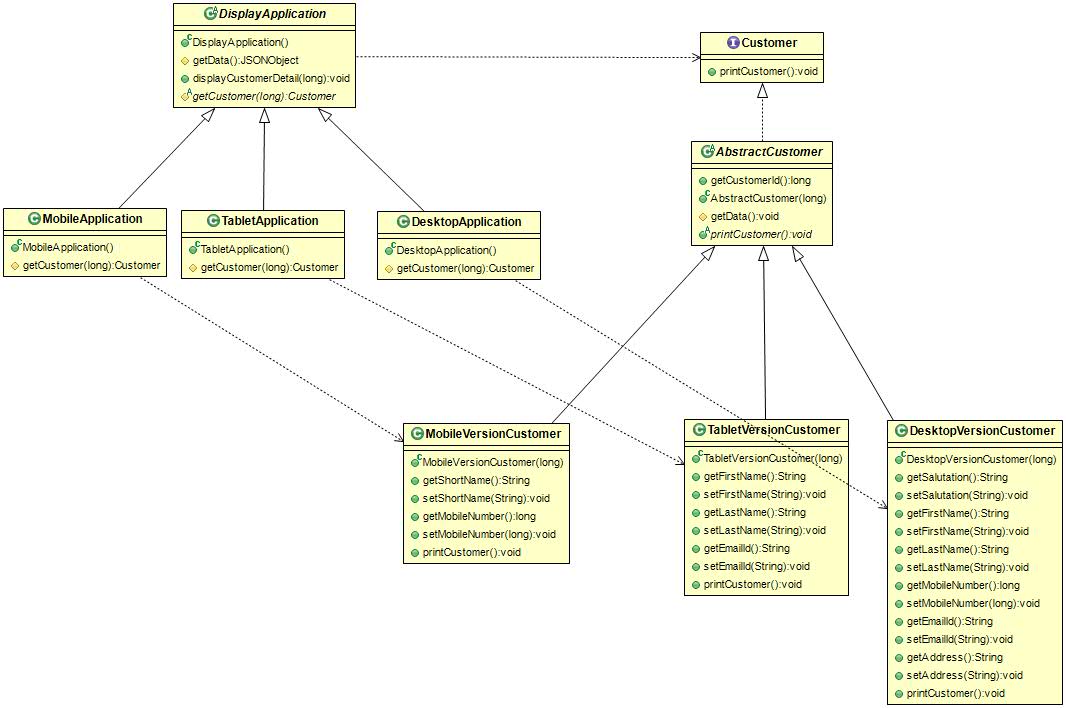 DisplayApplication
DisplayApplication()
getData():JSONObject
displayCustomerDetail(long):void
getCustomer(long):Customer
Customer
printCustomer():void
AbstractCustomer
getCustomerId():long
AbstractCustomer(long)
getData():void
printCustomer():void
MobileApplication
MobileApplication()
getCustomer(long):Customer
TabletApplication
TabletApplication()
getCustomer(long):Customer
DesktopApplication
DesktopApplication()
getCustomer(long):Customer
MobileVersionCustomer
MobileVersionCustomer(long)
getShortName():String
setShortName(String):void
getMobileNumber():long
setMobileNumber(long):void
printCustomer():void
TabletVersionCustomer
TabletVersionCustomer(long)
getFirstName():String
setFirstName(String):void
getLastName():String
setLastName(String):void
getEmailId():String
setEmailId(String):void
printCustomer():void
DesktopVersionCustomer
DesktopVersionCustomer(long)
getSalutation():String
setSalutation(String):void
getFirstName():String
setFirstName(String):void
getLastName():String
setLastName(String):void
getMobileNumber():long
setMobileNumber(long):void
getEmailId():String
setEmailId(String):void
getAddress():String
setAddress(String):void
printCustomer():void